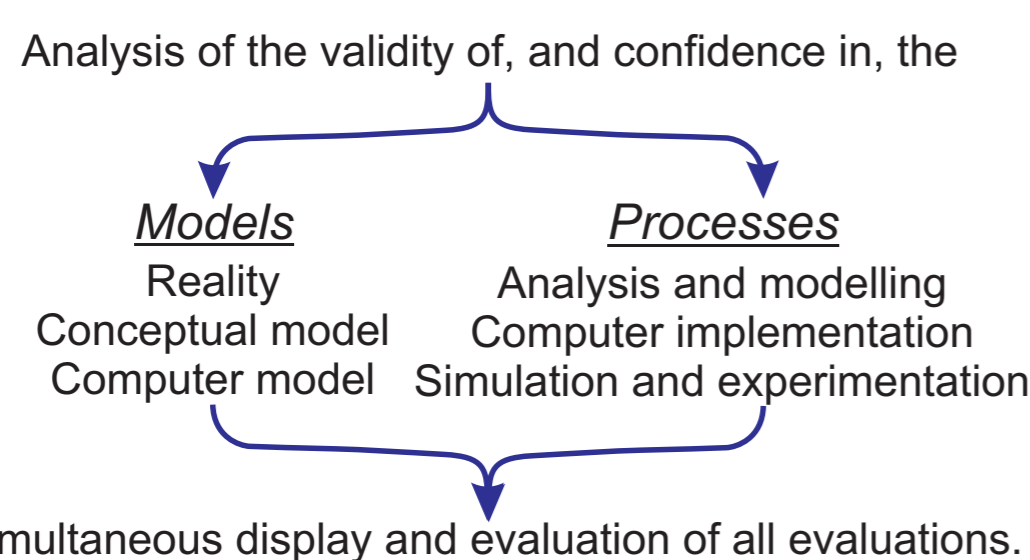 Analysis of the validity of, and confidence in, the
Models
Reality
Conceptual model
Computer model
Processes
Analysis and modelling
Computer implementation
Simulation and experimentation
display and evaluation of all evaluations.